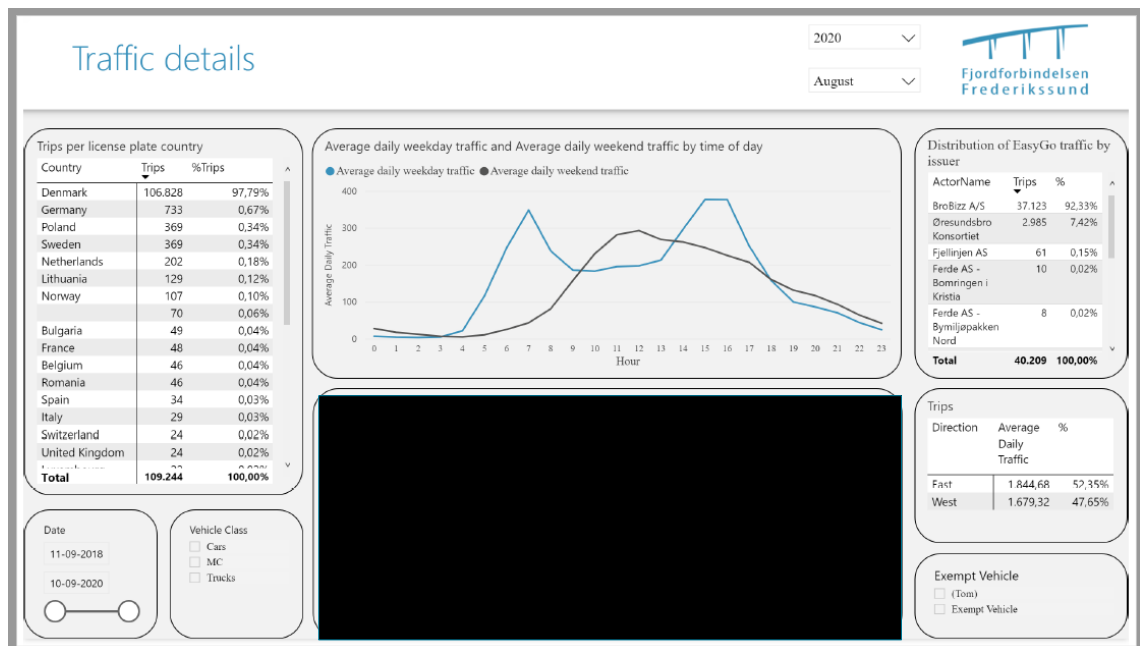 Traffic details
2020
August
Fjordforbindelsen
Frederikssund
Trips per license plate country
Country Trips %Trips
Denmark 106.828 97,79%
Germany 733 0,67%
Poland 369 0,34%
Sweden 369 0,34%
Netherlands 202 0,18%
Lithuania 129 0,12%
Norway 107 0,10%
70 0,06%
Bulgaria 49 0,04%
France 48 0,04%
Belgium 46 0,04%
Romania 46 0,04%
Spain 34 0,03%
Italy 29 0,03%
Switzerland 24 0,02%
United Kingdom 24 0,02%
Total 109.244 100,00%
Average daily weekday traffic and Average daily weekend traffic by time of day
Average daily weekday traffic Average daily weekend traffic
400
300
200
100
0
Average Daily Traffic
0 1 2 3 4 5 6 7 8 9 10 11 12 13 14 15 16 17 18 19 20 21 22 23
Hour
Distribution of EasyGo traffic by
issuer
ActorName Trips %
BroBizz A/S 37.123 92,33%
Øresundsbro 2.985 7,42%
Konsortiet
Fjellinjen AS 61 0,15%
Ferde AS - 10 0,02%
Bomringen i
Kristia
Ferde AS - 8 0,02%
Bymiljøpakken
Nord
Total 40.209 100,00%
Trips
Direction Average %
Daily
Traffic
East 1.844,68 52,35%
West 1.679,32 47,65%
Date
11-09-2018
10-09-2020
Vehicle Class
Cars
MC
Trucks
Exempt Vehicle
(Tom)
Exempt Vehicle